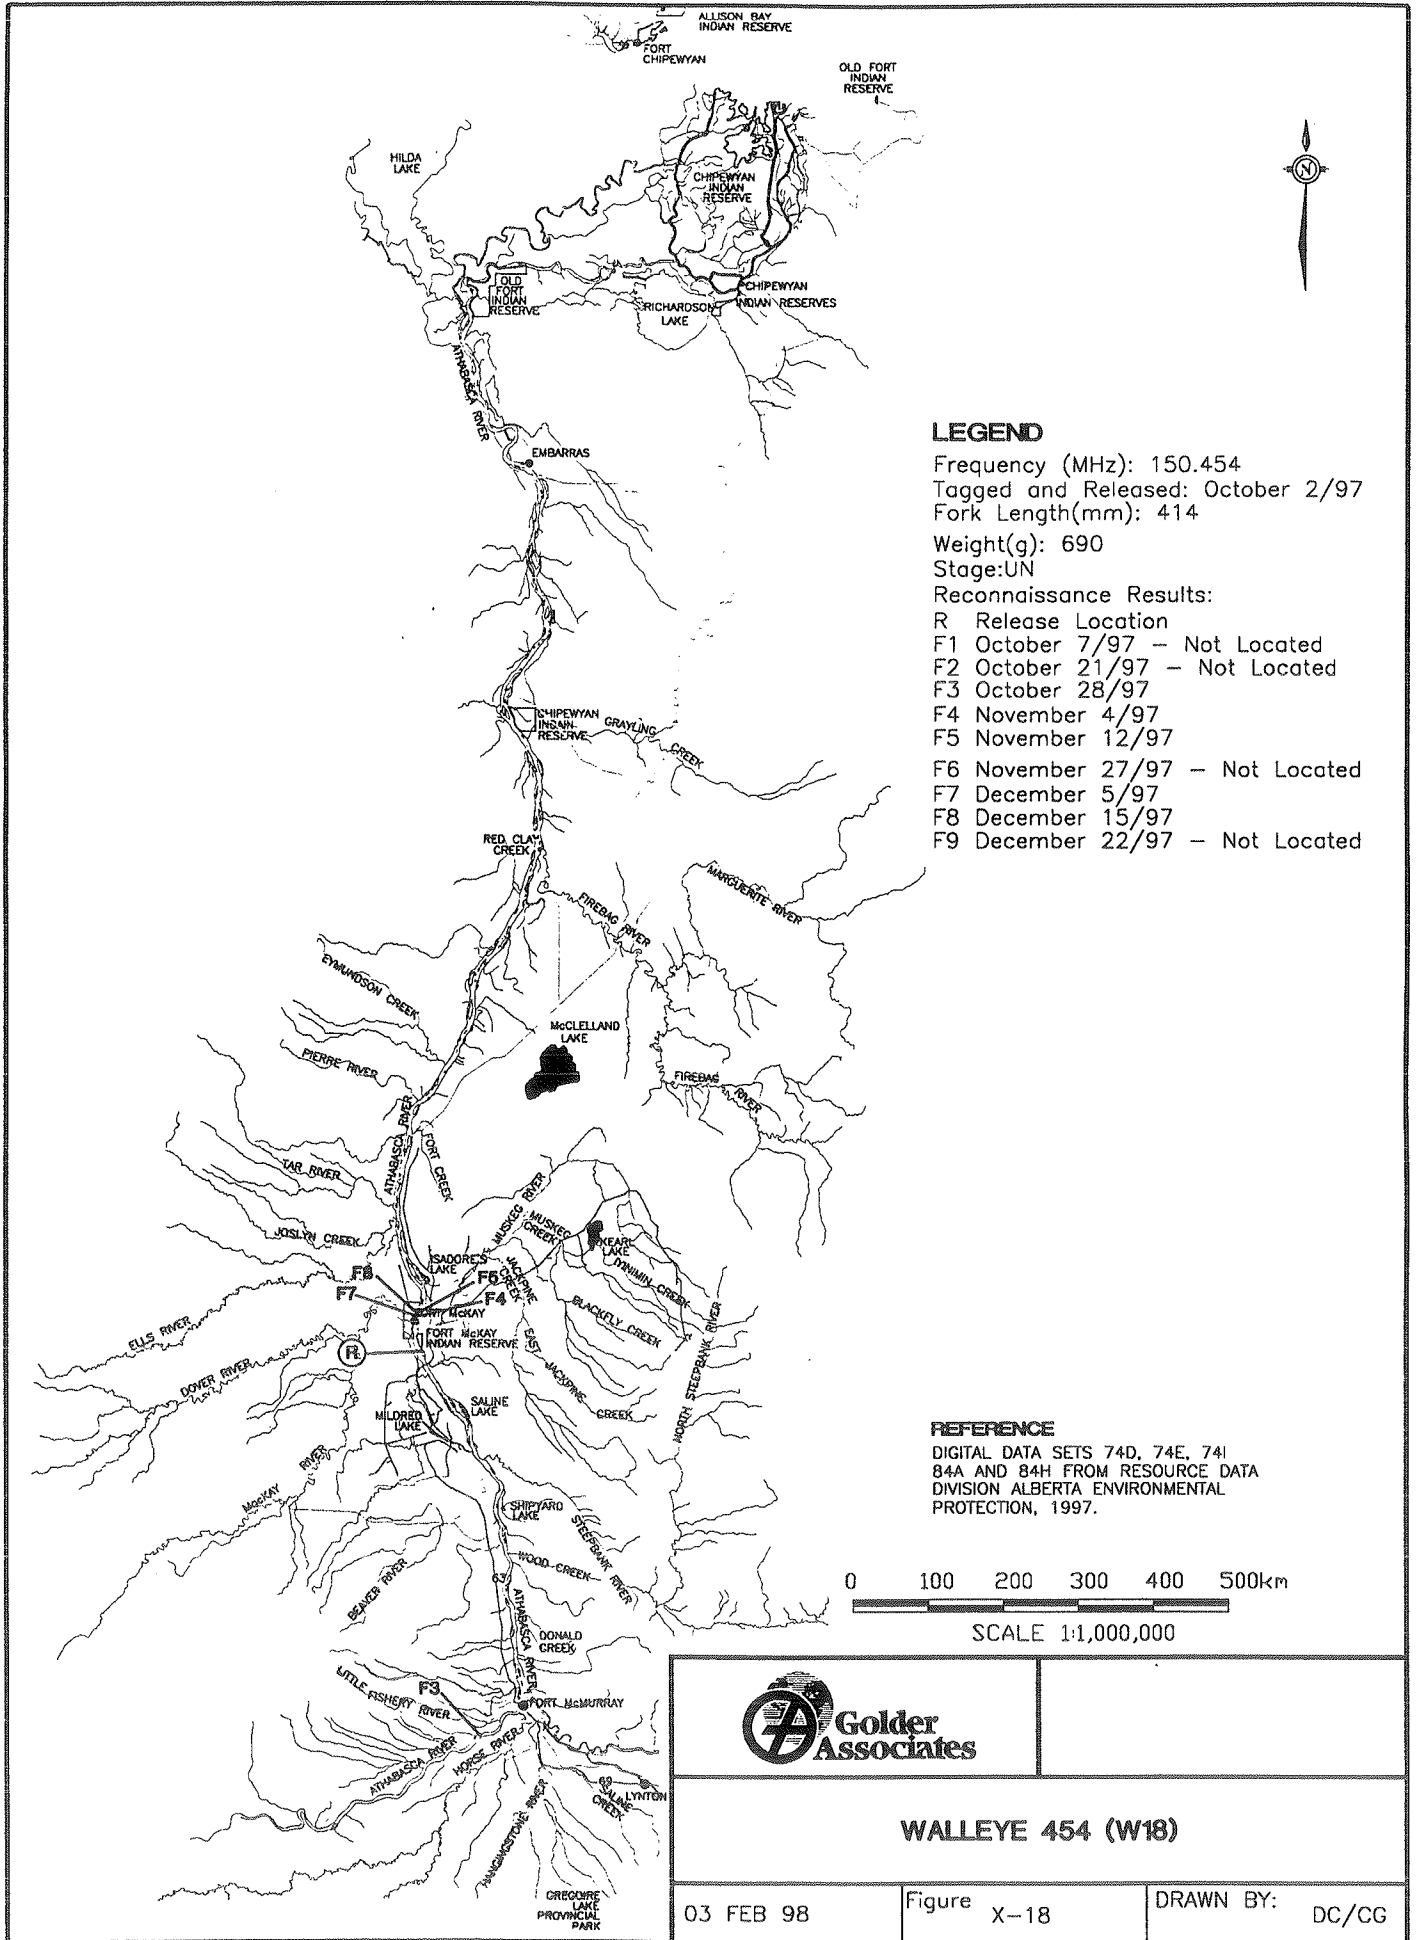 ALLISON BAY
INDIAN RESERVE
FORT
CHIPEWYAN
OLD FORT
INDIAN
RESERVE
HILDA
LAKE
N
CHIPEWYAN
INDIAN
RESERVE
OLD
FORT
INDIAN
RESERVE
CHIPEWYAN
INDIAN RESERVES
RICHARDSON
LAKE
ATHABASCA RIVER
EMBARRAS
LEGEND
Frequency (MHz): 150.454
Tagged and Released: October 2/97
Fork Length(mm): 414
Weight(g): 690
Stage:UN
Reconnaissance Results:
R Release Location
F1 October 7/97 – Not Located
F2 October 21/97 – Not Located
F3 October 28/97
F4 November 4/97
F5 November 12/97
F6 November 27/97 – Not Located
F7 December 5/97
F8 December 15/97
F9 December 22/97 – Not Located
CHIPEWYAN
INDAIN
RESERVE
GRAYLING
CREEK
RED CLAY
CREEK
MARGUERITE RIVER
FIREBAG RIVER
EYMUNDSON CREEK
McCLELLAND
LAKE
PIERRE RIVER
FIREBAG RIVER
ATHABASCA RIVER
FORT CREEK
TAR RIVER
MUSKEG RIVER
MUSKEG
CREEK
JOSLYN CREEK
KEARL
LAKE
ISADORE'S
LAKE
JACKPINE
CREEK
IYINIMIN CREEK
F8
F5
F7
F4
FORT McKAY
BLACKFLY CREEK
ELLS RIVER
FORT McKAY
INDIAN RESERVE
R
EAST
JACKPINE
CREEK
NORTH STEEPBANK RIVER
DOVER RIVER
SALINE
LAKE
MILDRED
LAKE
MacKAY
RIVER
REFERENCE
DIGITAL DATA SETS 74D, 74E, 74I
84A AND 84H FROM RESOURCE DATA
DIVISION ALBERTA ENVIRONMENTAL
PROTECTION, 1997.
SHIPYARD
LAKE
STEEPBANK RIVER
WOOD CREEK
BEAVER RIVER
63
ATHABASCA RIVER
0 100 200 300 400 500km
SCALE 1:1,000,000
DONALD
CREEK
LITTLE FISHERY RIVER
F3
FORT McMURRAY
ATHABASCA RIVER
HORSE RIVER
HANGINGSTONE RIVER
69
SALINE
CREEK
LYNTON
GREGOIRE
LAKE
PROVINCIAL
PARK
Golder
Associates
WALLEYE 454 (W18)
03 FEB 98
Figure X–18
DRAWN BY: DC/CG